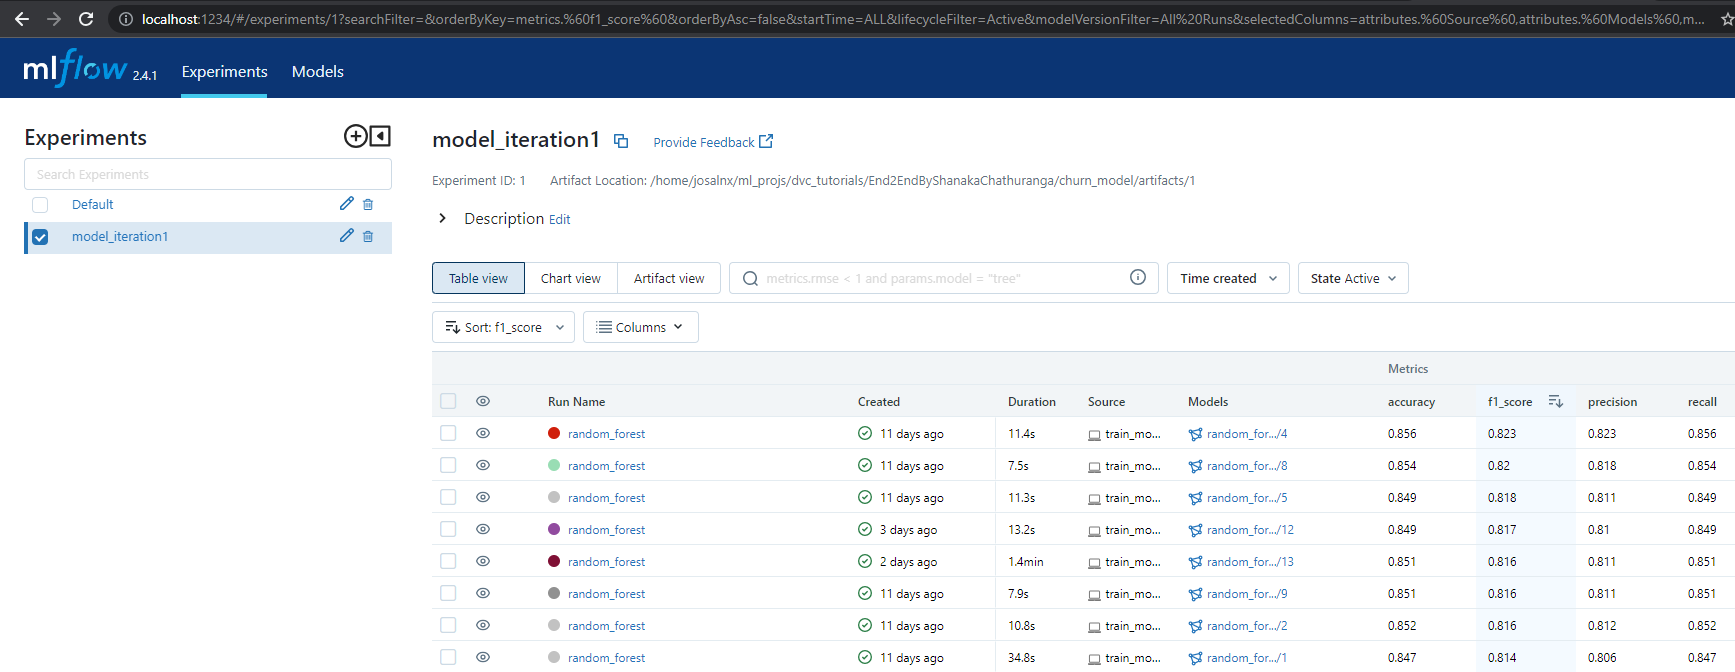 localhost:1234/#/experiments/1?searchFilter=&orderByKey=metrics.%60f1_score%60&orderByAsc=false&startTime=ALL&lifecycleFilter=Active&modelVersionFilter=All%20Runs&selectedColumns=attributes.%60Source%60,attributes.%60Models%60,m...
mlflow 2.4.1 Experiments Models
Experiments
Search Experiments
Default
model_iteration1
model_iteration1 Provide Feedback
Experiment ID: 1 Artifact Location: /home/josalnx/ml_projs/dvc_tutorials/End2EndByShanakaChathuranga/churn_model/artifacts/1
Description Edit
Table view Chart view Artifact view metrics.rmse < 1 and params.model = "tree" Time created State Active
Sort: f1_score Columns
Metrics
Run Name Created Duration Source Models accuracy f1_score precision recall
random_forest 11 days ago 11.4s train_mo... random_for.../4 0.856 0.823 0.823 0.856
random_forest 11 days ago 7.5s train_mo... random_for.../8 0.854 0.82 0.818 0.854
random_forest 11 days ago 11.3s train_mo... random_for.../5 0.849 0.818 0.811 0.849
random_forest 3 days ago 13.2s train_mo... random_for.../12 0.849 0.817 0.81 0.849
random_forest 2 days ago 1.4min train_mo... random_for.../13 0.851 0.816 0.811 0.851
random_forest 11 days ago 7.9s train_mo... random_for.../9 0.851 0.816 0.811 0.851
random_forest 11 days ago 10.8s train_mo... random_for.../2 0.852 0.816 0.812 0.852
random_forest 11 days ago 34.8s train_mo... random_for.../1 0.847 0.814 0.806 0.847